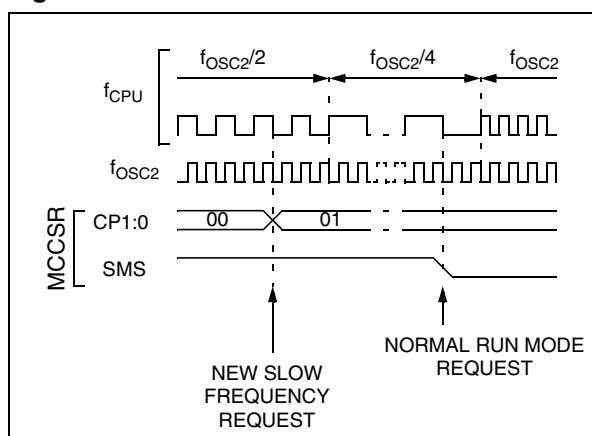 fOSC2/2 fOSC2/4 fOSC2
fCPU
fOSC2
MCCSR
CP1:0 00 01
SMS
NEW SLOW
FREQUENCY
REQUEST
NORMAL RUN MODE
REQUEST